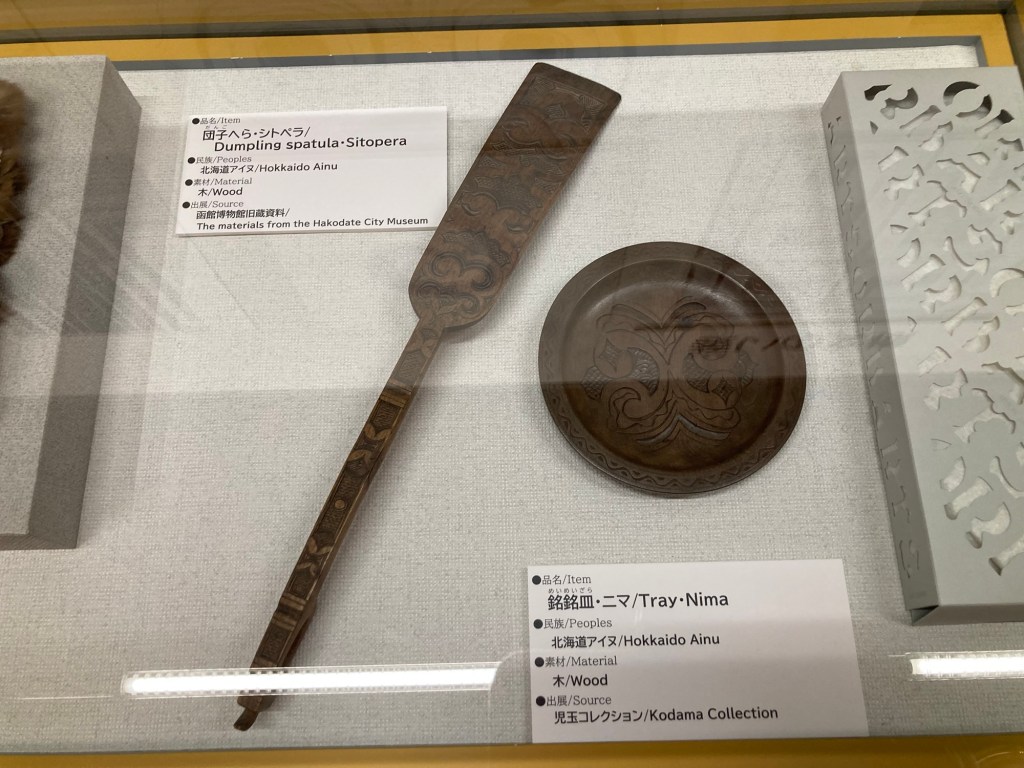 ●品名/Item
だんご
団子へら・シトペラ/
Dumpling spatula・Sitopera
●民族/Peoples
北海道アイヌ/Hokkaido Ainu
●素材/Material
木/Wood
●出展/Source
函館博物館旧蔵資料/
The materials from the Hakodate City Museum
●品名/Item
めいめいざら
銘銘皿・ニマ/Tray・Nima
●民族/Peoples
北海道アイヌ/Hokkaido Ainu
●素材/Material
木/Wood
●出展/Source
児玉コレクション/Kodama Collection